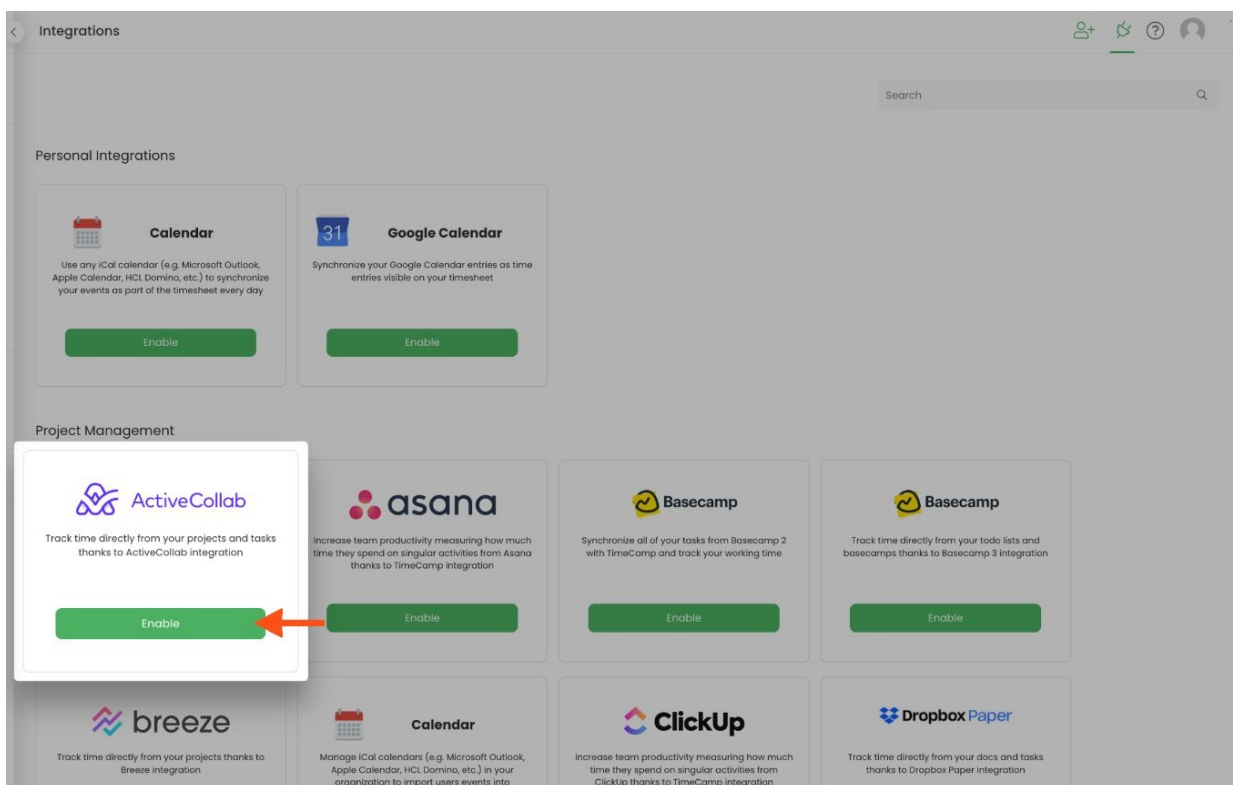 Integrations
Search
Personal Integrations
Calendar
Use any iCal calendar (e.g. Microsoft Outlook,
Apple Calendar, HCL Domino, etc.) to synchronize
your events as part of the timesheet every day
Enable
31
Google Calendar
Synchronize your Google Calendar entries as time
entries visible on your timesheet
Enable
Project Management
ActiveCollab
Track time directly from your projects and tasks
thanks to ActiveCollab integration
Enable
asana
Increase team productivity measuring how much
time they spend on singular activities from Asana
thanks to TimeCamp integration
Enable
Basecamp
Synchronize all of your tasks from Basecamp 2
with TimeCamp and track your working time
Enable
Basecamp
Track time directly from your todo lists and
basecamps thanks to Basecamp 3 integration
Enable
breeze
Track time directly from your projects thanks to
Breeze integration
Calendar
Manage iCal calendars (e.g. Microsoft Outlook,
Apple Calendar, HCL Domino, etc.) in your
organization to import users events into
ClickUp
Increase team productivity measuring how much
time they spend on singular activities from
ClickUp thanks to TimeCamp integration
Dropbox Paper
Track time directly from your docs and tasks
thanks to Dropbox Paper integration